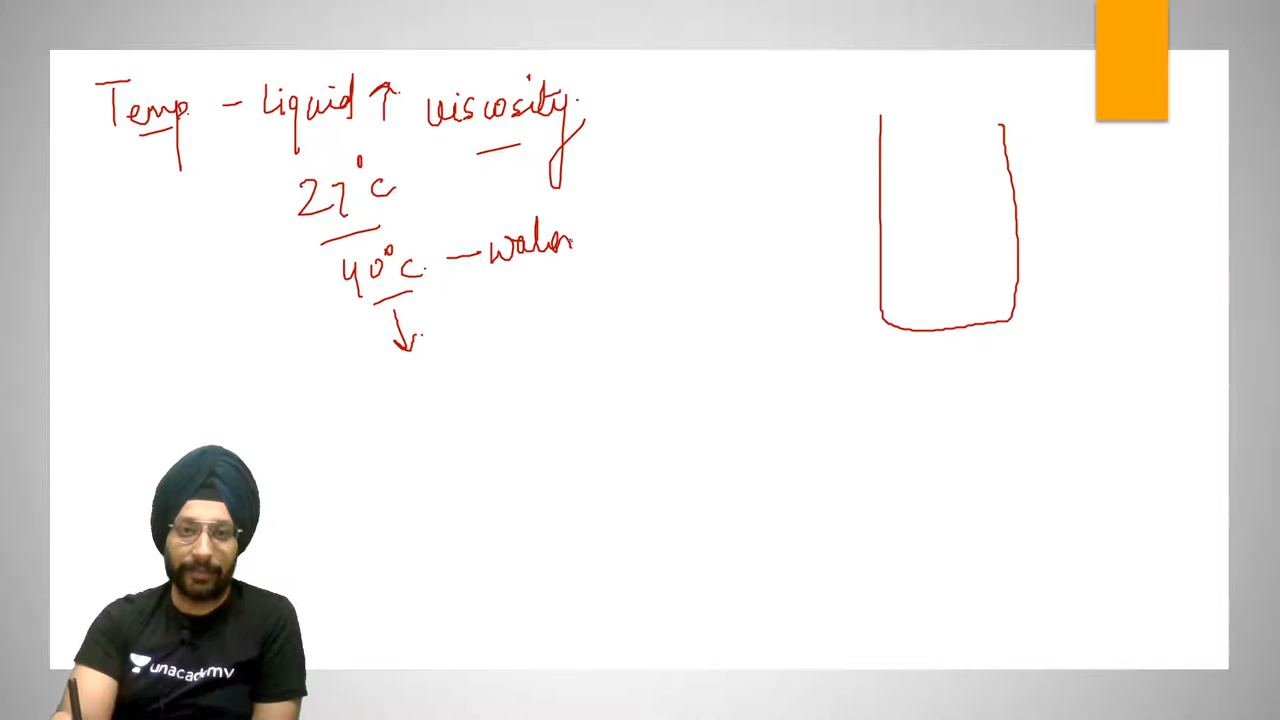 Temp - Liquid ↑ viscosity.
27°C
40°C. - water
↓
unacademy